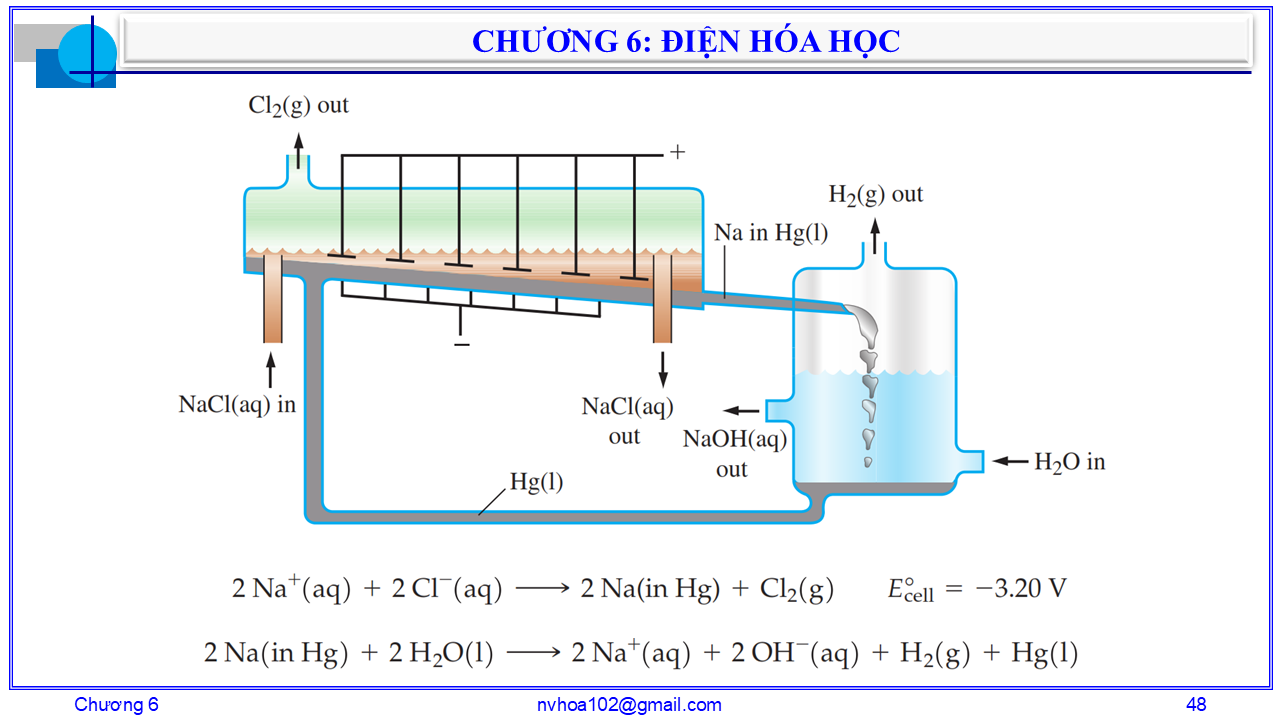 CHƯƠNG 6: ĐIỆN HÓA HỌC
Cl₂(g) out
+
H₂(g) out
Na in Hg(l)
−
NaCl(aq) in
NaCl(aq)
out
NaOH(aq)
out
H₂O in
Hg(l)
2 Na⁺(aq) + 2 Cl⁻(aq) ⟶ 2 Na(in Hg) + Cl₂(g) E°cell = −3.20 V
2 Na(in Hg) + 2 H₂O(l) ⟶ 2 Na⁺(aq) + 2 OH⁻(aq) + H₂(g) + Hg(l)
Chương 6
nvhoa102@gmail.com
48